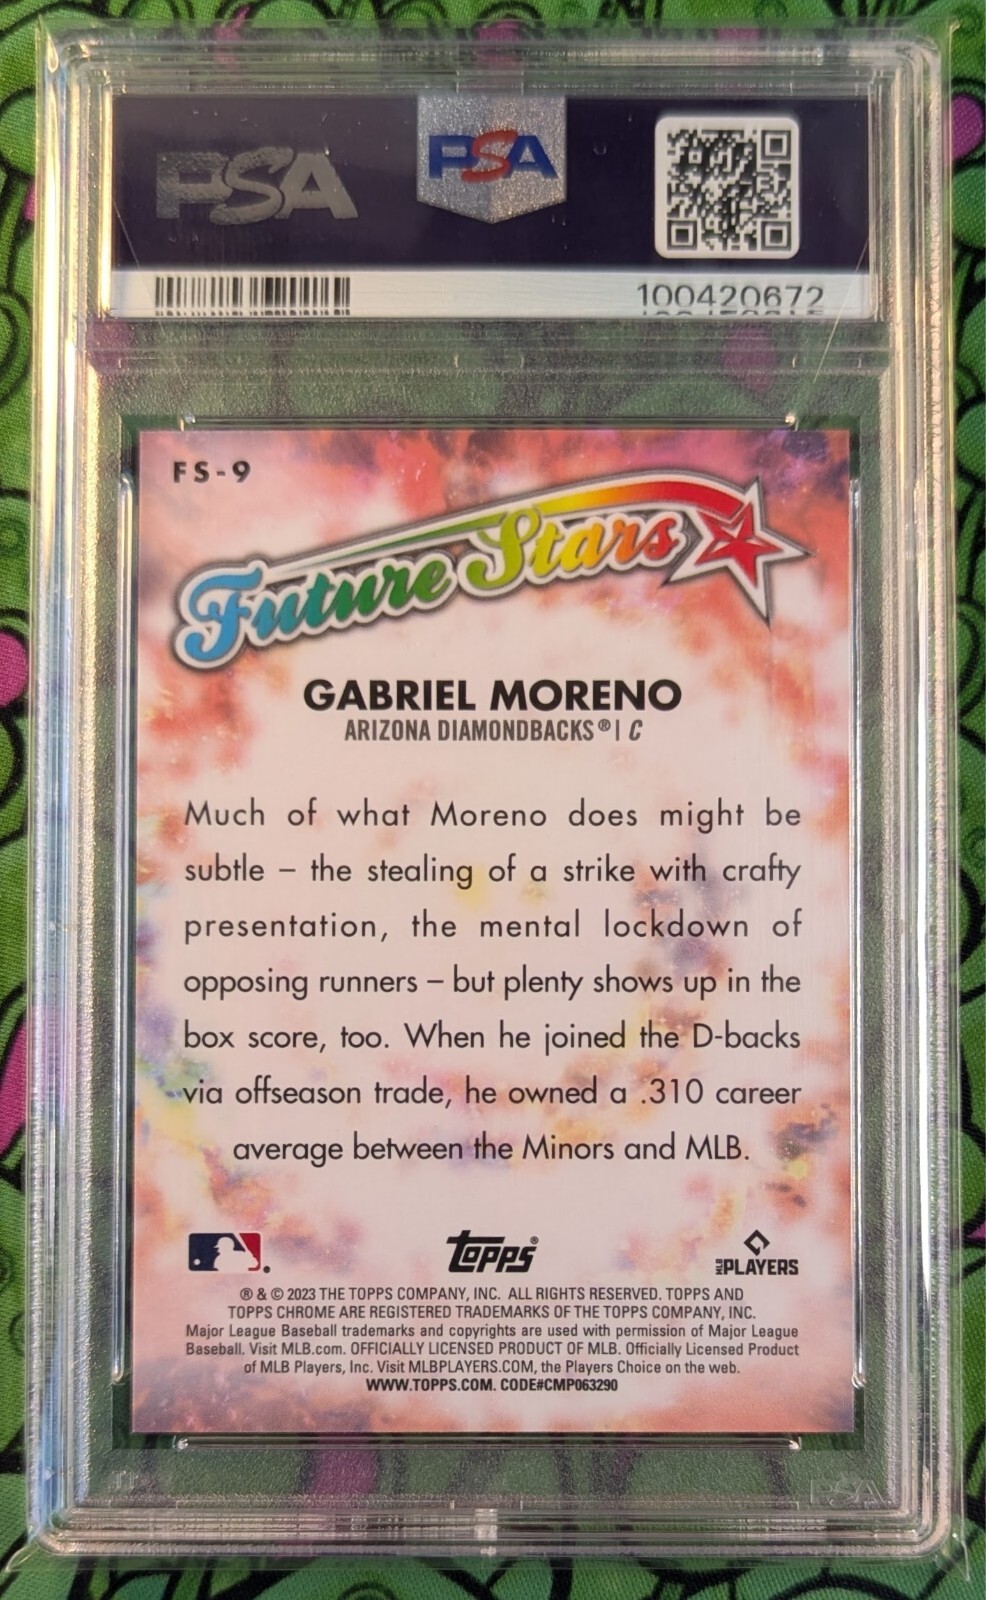 PSA PSA
100420672
FS-9
Future Stars
GABRIEL MORENO
ARIZONA DIAMONDBACKS® | C
Much of what Moreno does might be
subtle – the stealing of a strike with crafty
presentation, the mental lockdown of
opposing runners – but plenty shows up in the
box score, too. When he joined the D-backs
via offseason trade, he owned a .310 career
average between the Minors and MLB.
Topps® MLB PLAYERS
® & © 2023 THE TOPPS COMPANY, INC. ALL RIGHTS RESERVED. TOPPS AND
TOPPS CHROME ARE REGISTERED TRADEMARKS OF THE TOPPS COMPANY, INC.
Major League Baseball trademarks and copyrights are used with permission of Major League
Baseball. Visit MLB.com. OFFICIALLY LICENSED PRODUCT OF MLB. Officially Licensed Product
of MLB Players, Inc. Visit MLBPLAYERS.COM, the Players Choice on the web.
WWW.TOPPS.COM. CODE#CMP063290
PSA